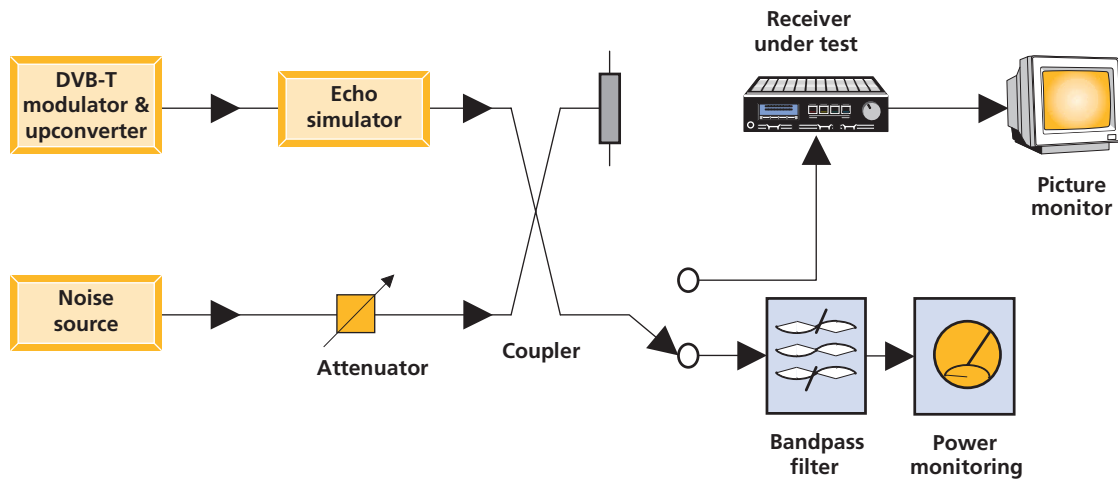 DVB-T
modulator &
upconverter
Echo
simulator
Receiver
under test
Picture
monitor
Noise
source
Attenuator
Coupler
Bandpass
filter
Power
monitoring